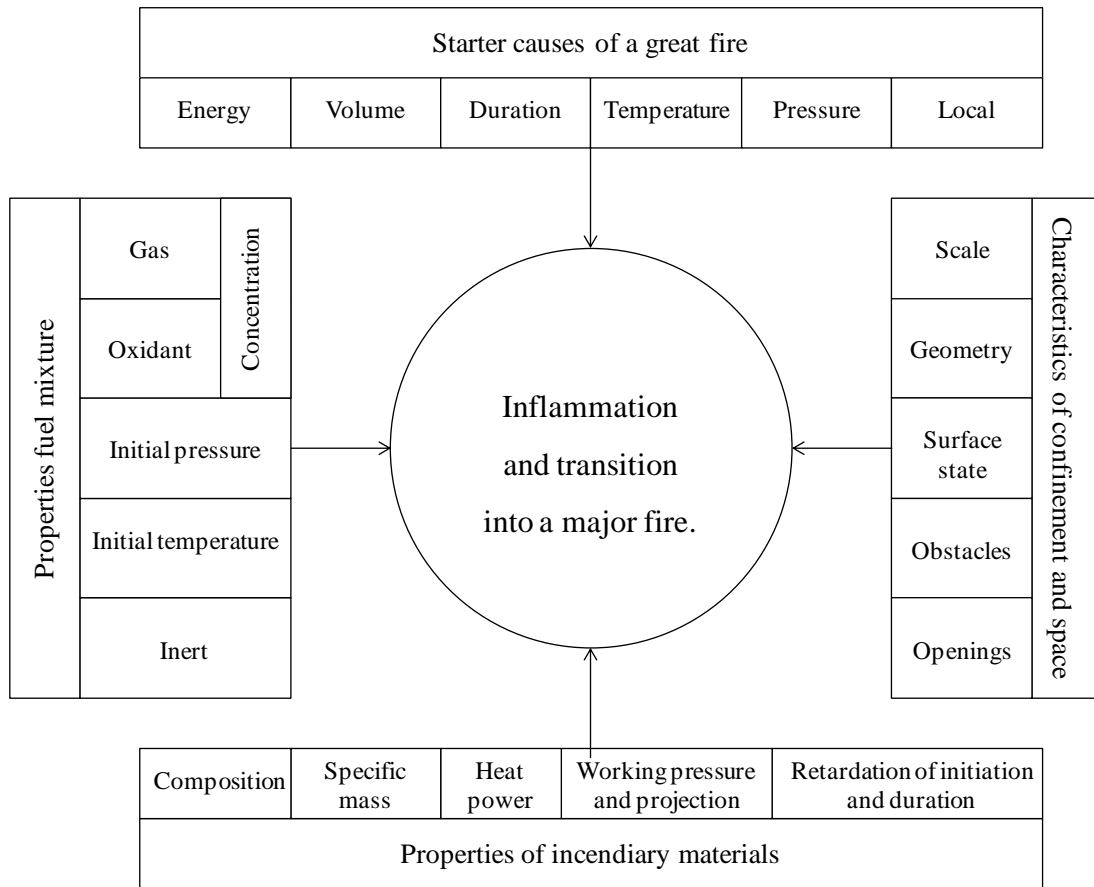 Starter causes of a great fire
Energy
Volume
Duration
Temperature
Pressure
Local
Properties fuel mixture
Gas
Oxidant
Concentration
Initial pressure
Initial temperature
Inert
Inflammation
and transition
into a major fire.
Scale
Geometry
Surface
state
Obstacles
Openings
Characteristics of confinement and space
Composition
Specific
mass
Heat
power
Working pressure
and projection
Retardation of initiation
and duration
Properties of incendiary materials